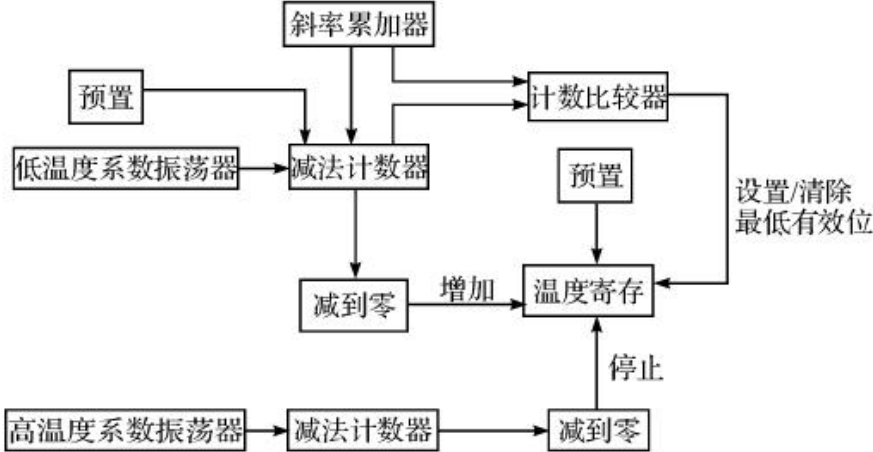 斜率累加器
预置
计数比较器
低温度系数振荡器
减法计数器
预置
设置/清除
最低有效位
减到零
增加
温度寄存
停止
高温度系数振荡器
减法计数器
减到零